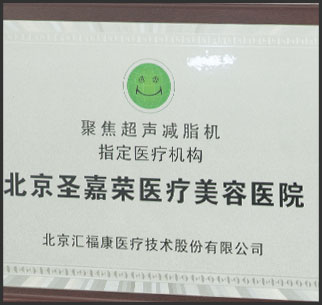 聚焦超声减脂机
指定医疗机构
北京圣嘉荣医疗美容医院
北京汇福康医疗技术股份有限公司